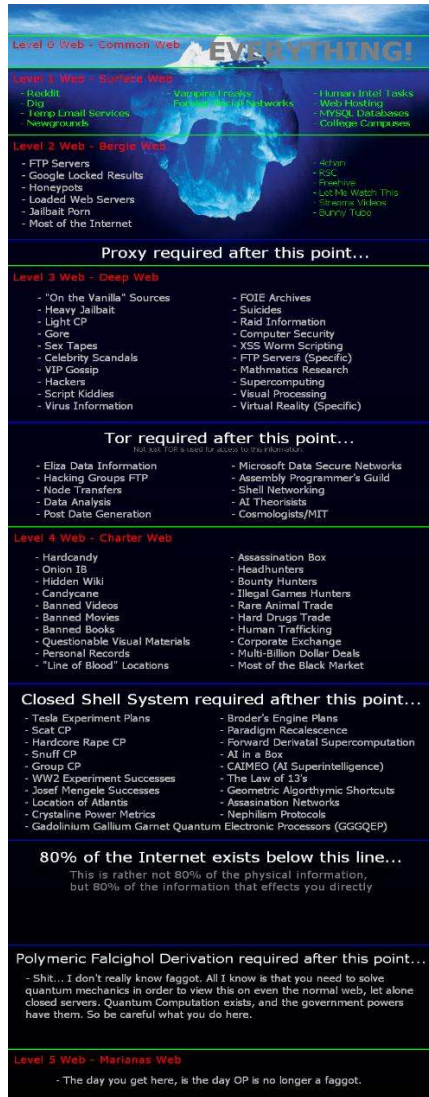 Level 0 Web - Common Web
EVERYTHING!
Level 1 Web - Surface Web
- Reddit
- Dig
- Temp Email Services
- Newgrounds
- Vampire Freaks
- Foreign Social Networks
- Human Intel Tasks
- Web Hosting
- MYSQL Databases
- College Campuses
Level 2 Web - Bergie Web
- FTP Servers
- Google Locked Results
- Honeypots
- Loaded Web Servers
- Jailbait Porn
- Most of the Internet
- 4chan
- RSC
- Freehive
- Let Me Watch This
- Streams Videos
- Bunny Tube
Proxy required after this point...
Level 3 Web - Deep Web
- "On the Vanilla" Sources
- Heavy Jailbait
- Light CP
- Gore
- Sex Tapes
- Celebrity Scandals
- VIP Gossip
- Hackers
- Script Kiddies
- Virus Information
- FOIE Archives
- Suicides
- Raid Information
- Computer Security
- XSS Worm Scripting
- FTP Servers (Specific)
- Mathmatics Research
- Supercomputing
- Visual Processing
- Virtual Reality (Specific)
Tor required after this point...
Not just TOR is used for access to this information.
- Eliza Data Information
- Hacking Groups FTP
- Node Transfers
- Data Analysis
- Post Date Generation
- Microsoft Data Secure Networks
- Assembly Programmer's Guild
- Shell Networking
- AI Theorisists
- Cosmologists/MIT
Level 4 Web - Charter Web
- Hardcandy
- Onion IB
- Hidden Wiki
- Candycane
- Banned Videos
- Banned Movies
- Banned Books
- Questionable Visual Materials
- Personal Records
- "Line of Blood" Locations
- Assassination Box
- Headhunters
- Bounty Hunters
- Illegal Games Hunters
- Rare Animal Trade
- Hard Drugs Trade
- Human Trafficking
- Corporate Exchange
- Multi-Billion Dollar Deals
- Most of the Black Market
Closed Shell System required afther this point...
- Tesla Experiment Plans
- Scat CP
- Hardcore Rape CP
- Snuff CP
- Group CP
- WW2 Experiment Successes
- Josef Mengele Successes
- Location of Atlantis
- Crystaline Power Metrics
- Broder's Engine Plans
- Paradigm Recalescence
- Forward Derivatal Supercomputation
- AI in a Box
- CAIMEO (AI Superintelligence)
- The Law of 13's
- Geometric Algorthymic Shortcuts
- Assasination Networks
- Nephilism Protocols
- Gadolinium Gallium Garnet Quantum Electronic Processors (GGGQEP)
80% of the Internet exists below this line...
This is rather not 80% of the physical information,
but 80% of the information that effects you directly
Polymeric Falcighol Derivation required after this point...
- Shit... I don't really know faggot. All I know is that you need to solve
quantum mechanics in order to view this on even the normal web, let alone
closed servers. Quantum Computation exists, and the government powers
have them. So be careful what you do here.
Level 5 Web - Marianas Web
- The day you get here, is the day OP is no longer a faggot.